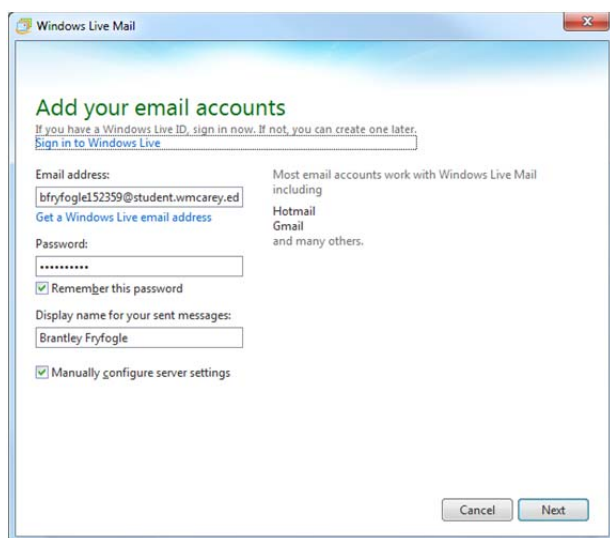 Windows Live Mail
Add your email accounts
If you have a Windows Live ID, sign in now. If not, you can create one later.
Sign in to Windows Live
Email address:
bfryfogle152359@student.wmcarey.ed
Get a Windows Live email address
Password:
••••••••••
Remember this password
Display name for your sent messages:
Brantley Fryfogle
Manually configure server settings
Most email accounts work with Windows Live Mail
including
Hotmail
Gmail
and many others.
Cancel
Next